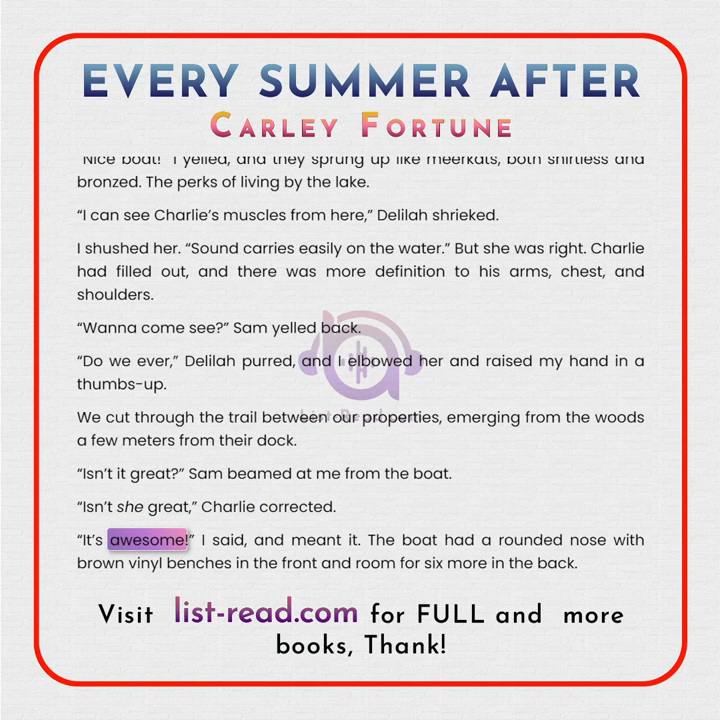 EVERY SUMMER AFTER
CARLEY FORTUNE
“Nice boat!” I yelled, and they sprung up like meerkats, both shirtless and
bronzed. The perks of living by the lake.
“I can see Charlie’s muscles from here,” Delilah shrieked.
I shushed her. “Sound carries easily on the water.” But she was right. Charlie
had filled out, and there was more definition to his arms, chest, and
shoulders.
“Wanna come see?” Sam yelled back.
“Do we ever,” Delilah purred, and I elbowed her and raised my hand in a
thumbs-up.
We cut through the trail between our properties, emerging from the woods
a few meters from their dock.
“Isn’t it great?” Sam beamed at me from the boat.
“Isn’t she great,” Charlie corrected.
“It’s awesome!” I said, and meant it. The boat had a rounded nose with
brown vinyl benches in the front and room for six more in the back.
Visit list-read.com for FULL and more
books, Thank!